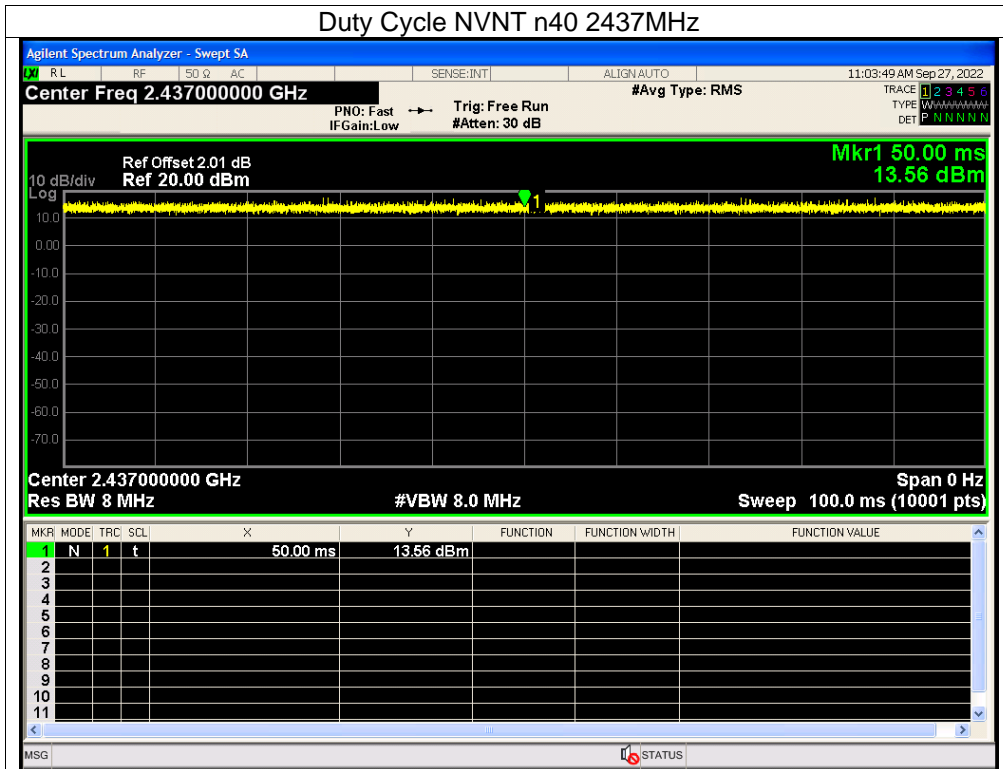 Duty Cycle NVNT n40 2437MHz
Agilent Spectrum Analyzer - Swept SA
LXI RL RF 50 Ω AC SENSE:INT ALIGN AUTO 11:03:49 AM Sep 27, 2022
Center Freq 2.437000000 GHz #Avg Type: RMS TRACE 1 2 3 4 5 6
PNO: Fast Trig: Free Run TYPE WWWWWW
IFGain:Low #Atten: 30 dB DET P N N N N N
Mkr1 50.00 ms
Ref Offset 2.01 dB
10 dB/div Ref 20.00 dBm 13.56 dBm
Log
1
10.0
0.00
-10.0
-20.0
-30.0
-40.0
-50.0
-60.0
-70.0
Center 2.437000000 GHz Span 0 Hz
Res BW 8 MHz #VBW 8.0 MHz Sweep 100.0 ms (10001 pts)
MKR MODE TRC SCL X Y FUNCTION FUNCTION WIDTH FUNCTION VALUE
1 N 1 t 50.00 ms 13.56 dBm
2
3
4
5
6
7
8
9
10
11
MSG STATUS